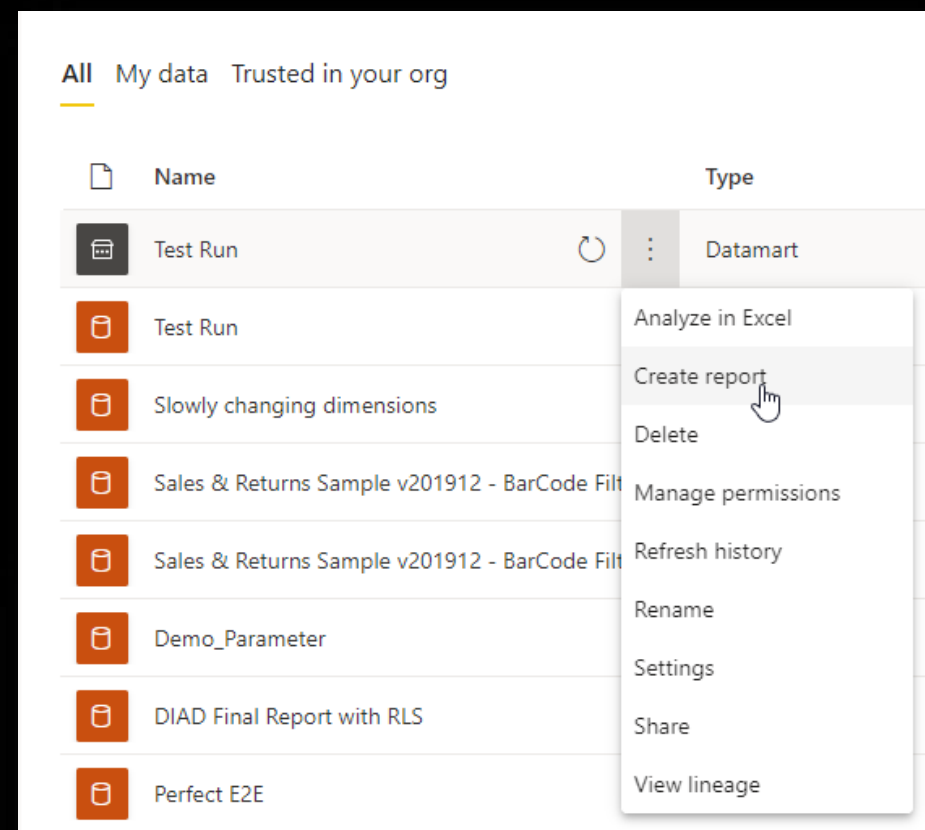 All My data Trusted in your org
Name Type
Test Run Datamart
Analyze in Excel
Test Run
Create report
Slowly changing dimensions
Delete
Sales & Returns Sample v201912 - BarCode Filt
Manage permissions
Refresh history
Sales & Returns Sample v201912 - BarCode Filt
Rename
Demo_Parameter
Settings
DIAD Final Report with RLS
Share
View lineage
Perfect E2E